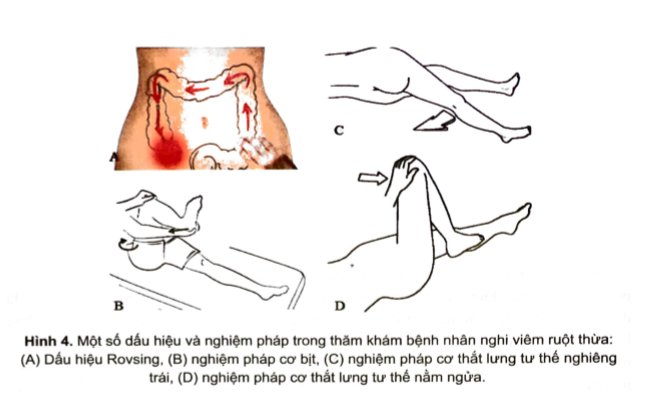 A
C
B
D
Hình 4. Một số dấu hiệu và nghiệm pháp trong thăm khám bệnh nhân nghi viêm ruột thừa:
(A) Dấu hiệu Rovsing, (B) nghiệm pháp cơ bịt, (C) nghiệm pháp cơ thắt lưng tư thế nghiêng
trái, (D) nghiệm pháp cơ thắt lưng tư thế nằm ngửa.